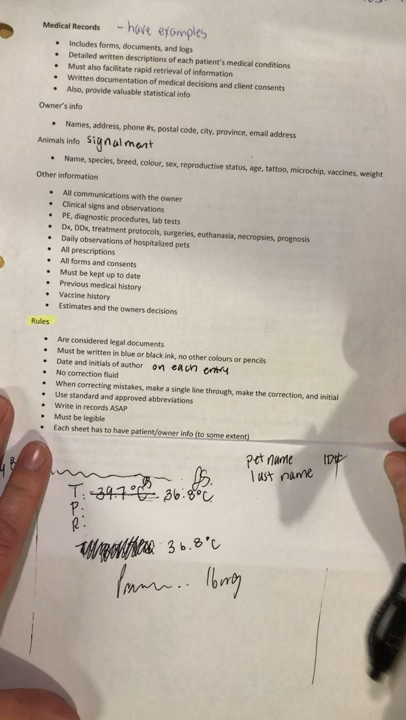 Medical Records - have examples
• Includes forms, documents, and logs
• Detailed written descriptions of each patient's medical conditions
• Must also facilitate rapid retrieval of information
• Written documentation of medical decisions and client consents
• Also, provide valuable statistical info
Owner's info
• Names, address, phone #s, postal code, city, province, email address
Animals info signalment
• Name, species, breed, colour, sex, reproductive status, age, tattoo, microchip, vaccines, weight
Other information
• All communications with the owner
• Clinical signs and observations
• PE, diagnostic procedures, lab tests
• Dx, DDx, treatment protocols, surgeries, euthanasia, necropsies, prognosis
• Daily observations of hospitalized pets
• All prescriptions
• All forms and consents
• Must be kept up to date
• Previous medical history
• Vaccine history
• Estimates and the owners decisions
Rules
• Are considered legal documents
• Must be written in blue or black ink, no other colours or pencils
• Date and initials of author on each entry
• No correction fluid
• When correcting mistakes, make a single line through, make the correction, and initial
• Use standard and approved abbreviations
• Write in records ASAP
• Must be legible
• Each sheet has to have patient/owner info (to some extent)
pet name ID#
last name
T: 39.7°C 36.8°C
P:
R:
36.8°C